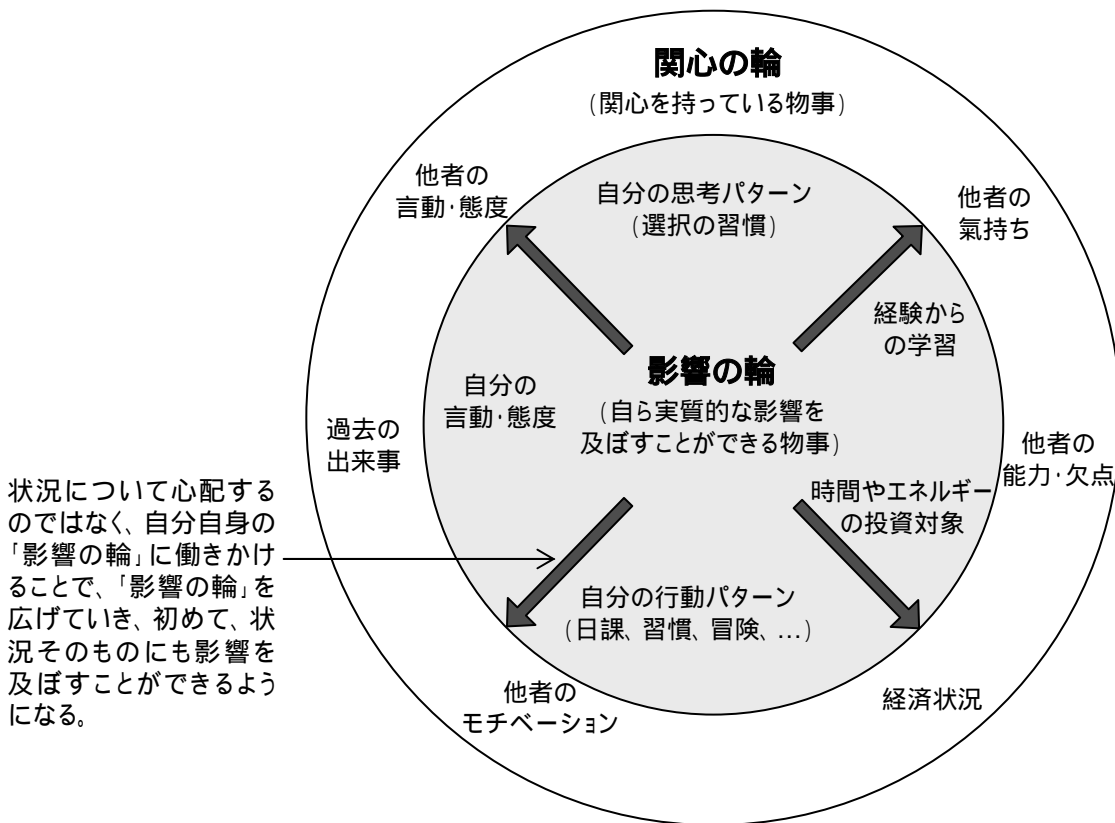 関心の輪
(関心を持っている物事)
他者の
言動･態度
自分の思考パターン
(選択の習慣)
他者の
氣持ち
経験から
の学習
影響の輪
(自ら実質的な影響を
及ぼすことができる物事)
自分の
言動･態度
過去の
出来事
他者の
能力･欠点
状況について心配する
のではなく、自分自身の
「影響の輪」に働きかけ
ることで、「影響の輪」を
広げていき、初めて、状
況そのものにも影響を
及ぼすことができるよう
になる。
時間やエネルギー
の投資対象
自分の行動パターン
(日課、習慣、冒険、…)
他者の
モチベーション
経済状況